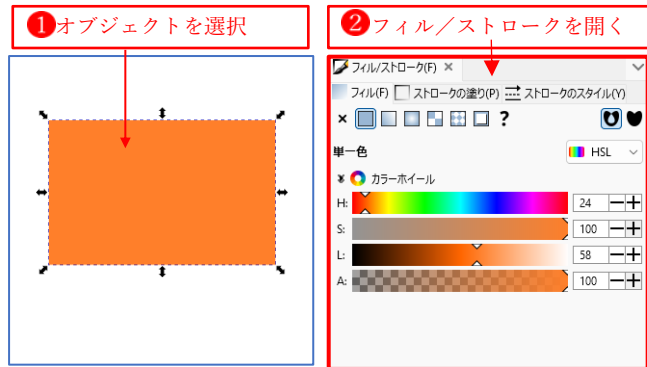 ❶オブジェクトを選択
❷フィル／ストロークを開く
フィル/ストローク(F) ×
フィル(F) ストロークの塗り(P) ストロークのスタイル(Y)
× ?
単一色 HSL
カラーホイール
H: 24
S: 100
L: 58
A: 100